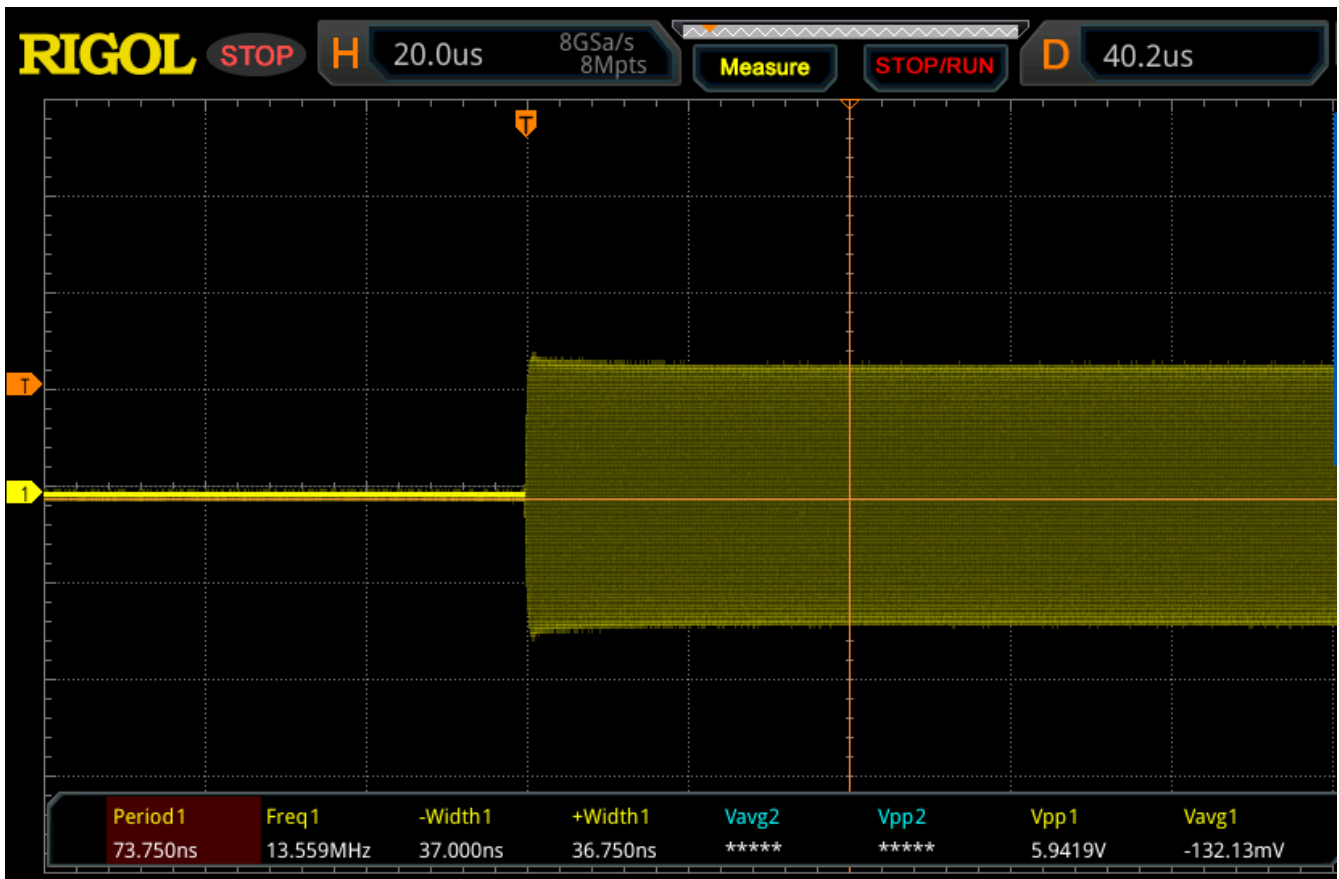 RIGOL STOP H 20.0us 8GSa/s 8Mpts Measure STOP/RUN D 40.2us
T
T
1
Period1 Freq1 -Width1 +Width1 Vavg2 Vpp2 Vpp1 Vavg1
73.750ns 13.559MHz 37.000ns 36.750ns ***** ***** 5.9419V -132.13mV